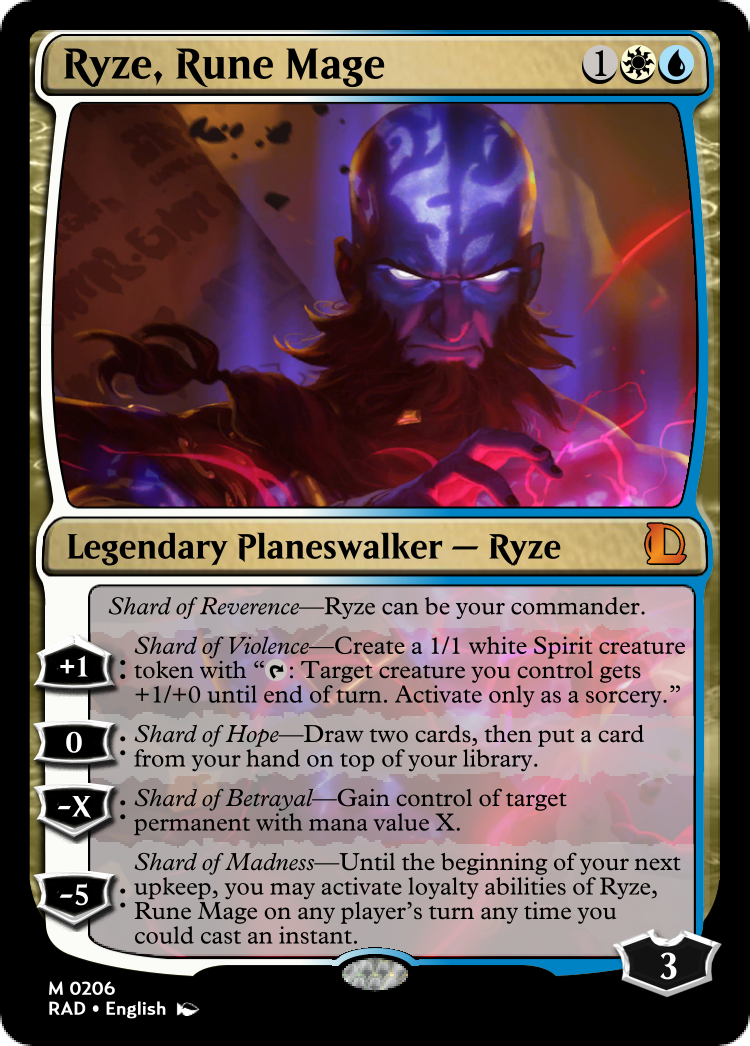 Ryze, Rune Mage 1
Legendary Planeswalker — Ryze
Shard of Reverence—Ryze can be your commander.
+1: Shard of Violence—Create a 1/1 white Spirit creature
token with “: Target creature you control gets
+1/+0 until end of turn. Activate only as a sorcery.”
0: Shard of Hope—Draw two cards, then put a card
from your hand on top of your library.
−X: Shard of Betrayal—Gain control of target
permanent with mana value X.
−5: Shard of Madness—Until the beginning of your next
upkeep, you may activate loyalty abilities of Ryze,
Rune Mage on any player’s turn any time you
could cast an instant.
3
M 0206
RAD • English